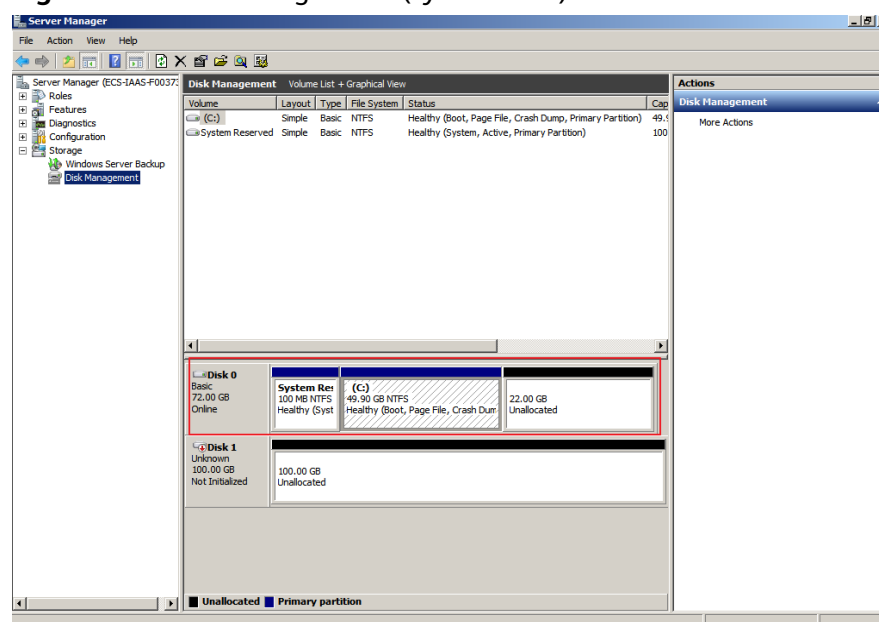 Server Manager
File Action View Help
Server Manager (ECS-IAAS-F0037
Roles
Features
Diagnostics
Configuration
Storage
Windows Server Backup
Disk Management
Disk Management Volume List + Graphical View
Volume Layout Type File System Status Cap
(C:) Simple Basic NTFS Healthy (Boot, Page File, Crash Dump, Primary Partition) 49.9
System Reserved Simple Basic NTFS Healthy (System, Active, Primary Partition) 100
Disk 0
Basic
72.00 GB
Online
System Res
100 MB NTFS
Healthy (Syst
(C:)
49.90 GB NTFS
Healthy (Boot, Page File, Crash Dum
22.00 GB
Unallocated
Disk 1
Unknown
100.00 GB
Not Initialized
100.00 GB
Unallocated
Unallocated Primary partition
Actions
Disk Management
More Actions